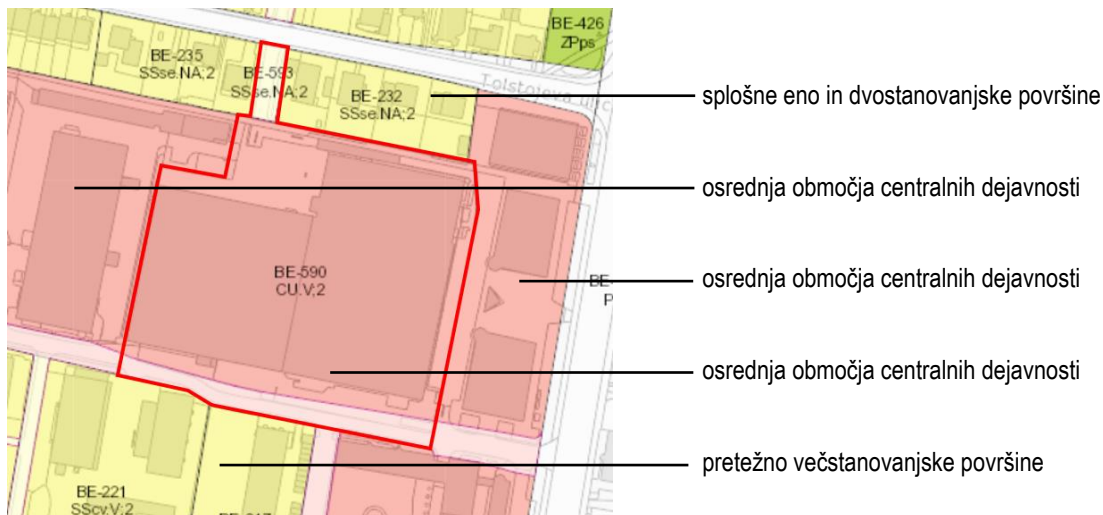 BE-426
ZPps
BE-235
SSse.NA;2
BE-593
SSse.NA;2
BE-232
SSse.NA;2
Tolstojeva
splošne eno in dvostanovanjske površine
osrednja območja centralnih dejavnosti
osrednja območja centralnih dejavnosti
BE-590
CU.V;2
BE-
P
osrednja območja centralnih dejavnosti
pretežno večstanovanjske površine
BE-221
SScv.V;2